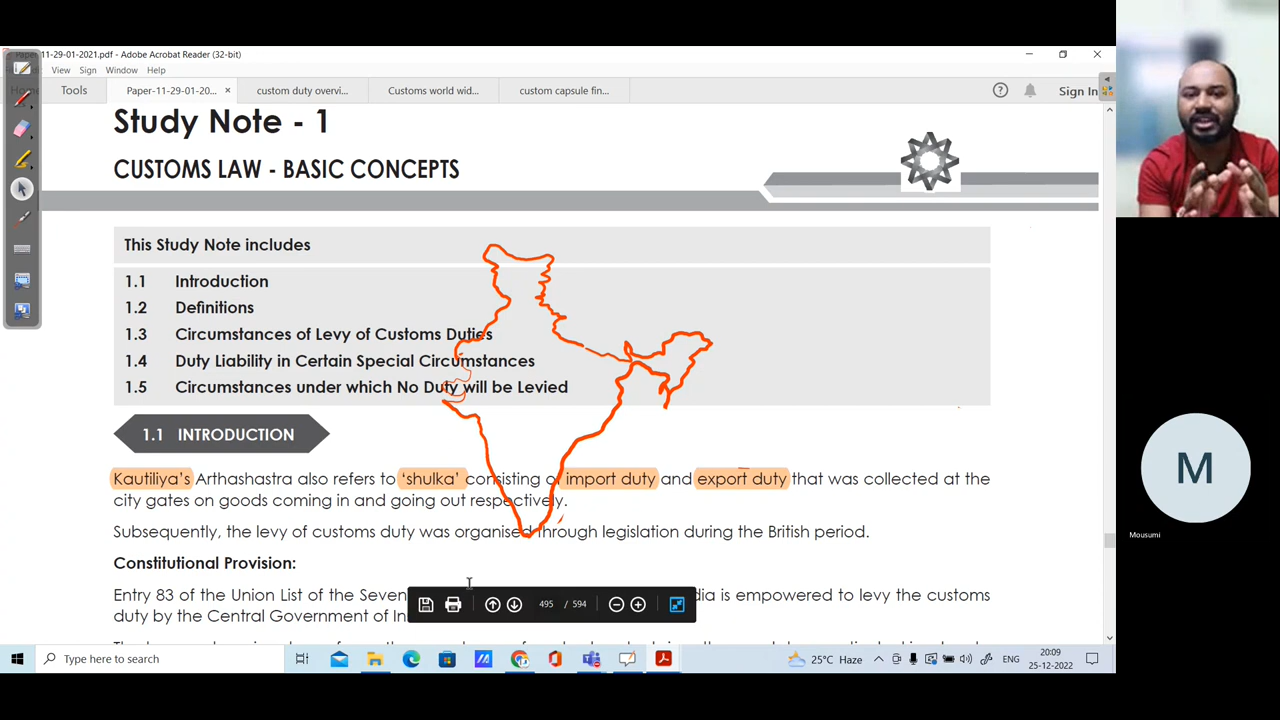 Paper-11-29-01-2021.pdf - Adobe Acrobat Reader (32-bit)
View Sign Window Help
Tools Paper-11-29-01-20... × custom duty overvi... Customs world wid... custom capsule fin... Sign In
Study Note - 1
CUSTOMS LAW - BASIC CONCEPTS
This Study Note includes
1.1 Introduction
1.2 Definitions
1.3 Circumstances of Levy of Customs Duties
1.4 Duty Liability in Certain Special Circumstances
1.5 Circumstances under which No Duty will be Levied
1.1 INTRODUCTION
Kautiliya's Arthashastra also refers to 'shulka' consisting of import duty and export duty that was collected at the
city gates on goods coming in and going out respectively.
Subsequently, the levy of customs duty was organised through legislation during the British period.
Constitutional Provision:
Entry 83 of the Union List of the Seven dia is empowered to levy the customs
duty by the Central Government of In
495 / 594
M
Mousumi
Type here to search
25°C Haze
ENG
20:09
25-12-2022